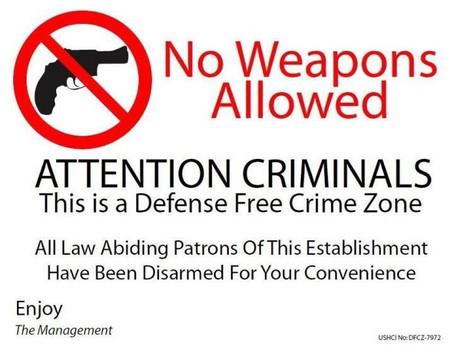 No Weapons
Allowed
ATTENTION CRIMINALS
This is a Defense Free Crime Zone
All Law Abiding Patrons Of This Establishment
Have Been Disarmed For Your Convenience
Enjoy
The Management
USHCI No: DFCZ-7972